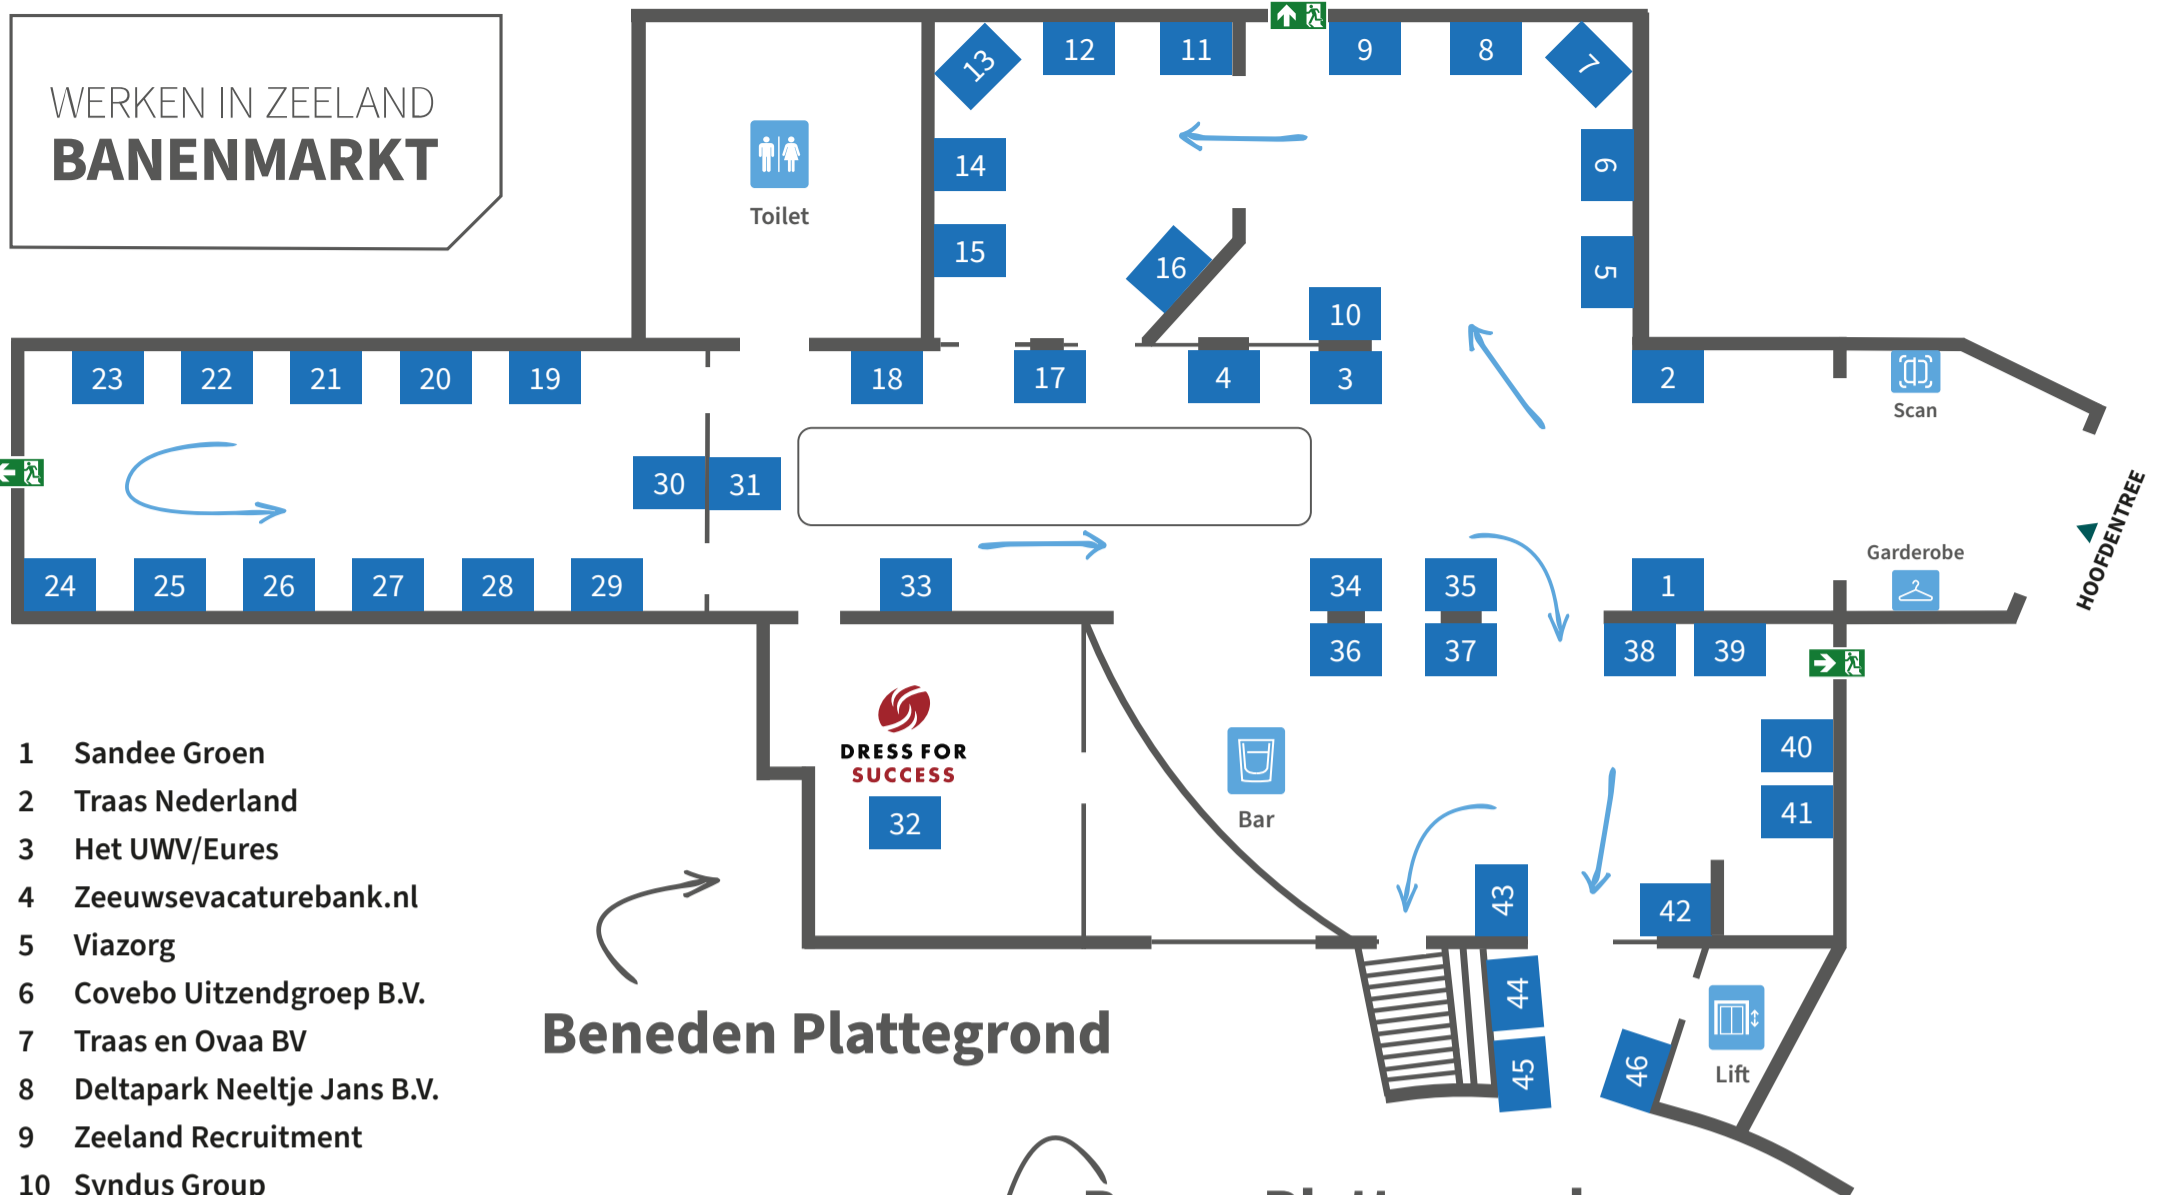 WERKEN IN ZEELAND
BANENMARKT
13
12
11
9
8
7
14
6
Toilet
15
16
5
10
23
22
21
20
19
18
17
4
3
2
Scan
30
31
HOOFDENTREE
Garderobe
24
25
26
27
28
29
33
34
35
1
36
37
38
39
DRESS FOR
SUCCESS
32
Bar
40
41
43
42
44
45
46
Lift
Beneden Plattegrond
1 Sandee Groen
2 Traas Nederland
3 Het UWV/Eures
4 Zeeuwsevacaturebank.nl
5 Viazorg
6 Covebo Uitzendgroep B.V.
7 Traas en Ovaa BV
8 Deltapark Neeltje Jans B.V.
9 Zeeland Recruitment
10 Syndus Group